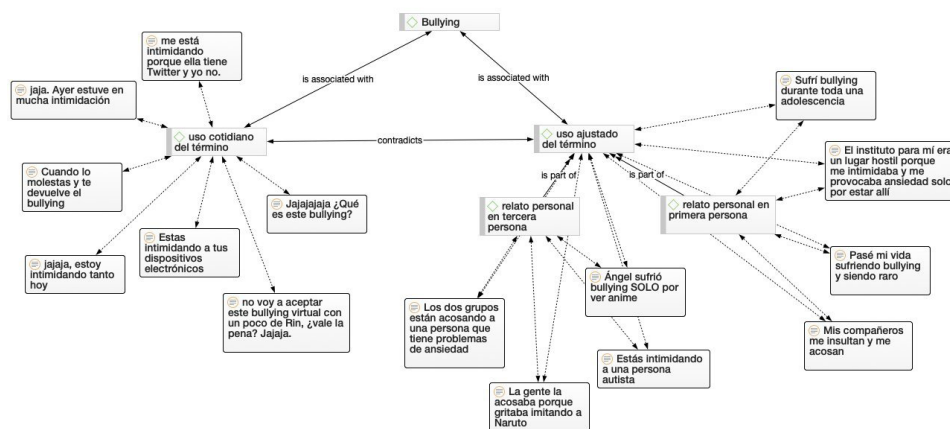 Bullying
me está
intimidando
porque ella tiene
Twitter y yo no.
is associated with
is associated with
jaja. Ayer estuve en
mucha intimidación
Sufrí bullying
durante toda una
adolescencia
uso cotidiano
del término
contradicts
uso ajustado
del término
El instituto para mí era
un lugar hostil porque
me intimidaba y me
provocaba ansiedad solo
por estar allí
Cuando lo
molestas y te
devuelve el
bullying
is part of
is part of
Jajajajaja ¿Qué
es este bullying?
relato personal
en tercera
persona
relato personal en
primera persona
Estas
intimidando a tus
dispositivos
electrónicos
jajaja, estoy
intimidando tanto
hoy
Pasé mi vida
sufriendo bullying
y siendo raro
Ángel sufrió
bullying SOLO por
ver anime
no voy a aceptar
este bullying virtual con
un poco de Rin, ¿vale la
pena? Jajaja.
Los dos grupos
están acosando a
una persona que
tiene problemas
de ansiedad
Mis compañeros
me insultan y me
acosan
Estás intimidando
a una persona
autista
La gente la
acosaba porque
gritaba imitando a
Naruto